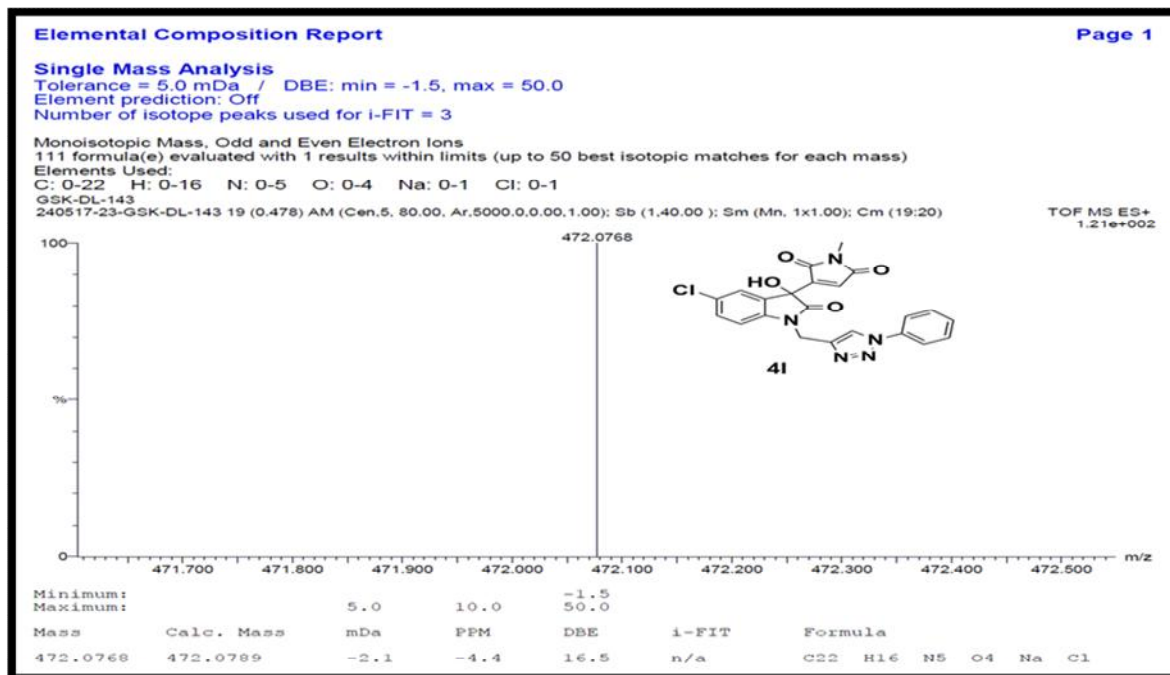 Elemental Composition Report Page 1
Single Mass Analysis
Tolerance = 5.0 mDa / DBE: min = -1.5, max = 50.0
Element prediction: Off
Number of isotope peaks used for i-FIT = 3
Monoisotopic Mass, Odd and Even Electron Ions
111 formula(e) evaluated with 1 results within limits (up to 50 best isotopic matches for each mass)
Elements Used:
C: 0-22 H: 0-16 N: 0-5 O: 0-4 Na: 0-1 Cl: 0-1
GSK-DL-143
240517-23-GSK-DL-143 19 (0.478) AM (Cen,5, 80.00, Ar,5000.0,0.00,1.00); Sb (1,40.00 ); Sm (Mn, 1x1.00); Cm (19:20) TOF MS ES+
1.21e+002
100 472.0768
O N O
HO
Cl O
N N
N=N
4l
%
0 m/z
471.700 471.800 471.900 472.000 472.100 472.200 472.300 472.400 472.500
Minimum: -1.5
Maximum: 5.0 10.0 50.0
Mass Calc. Mass mDa PPM DBE i-FIT Formula
472.0768 472.0789 -2.1 -4.4 16.5 n/a C22 H16 N5 O4 Na Cl